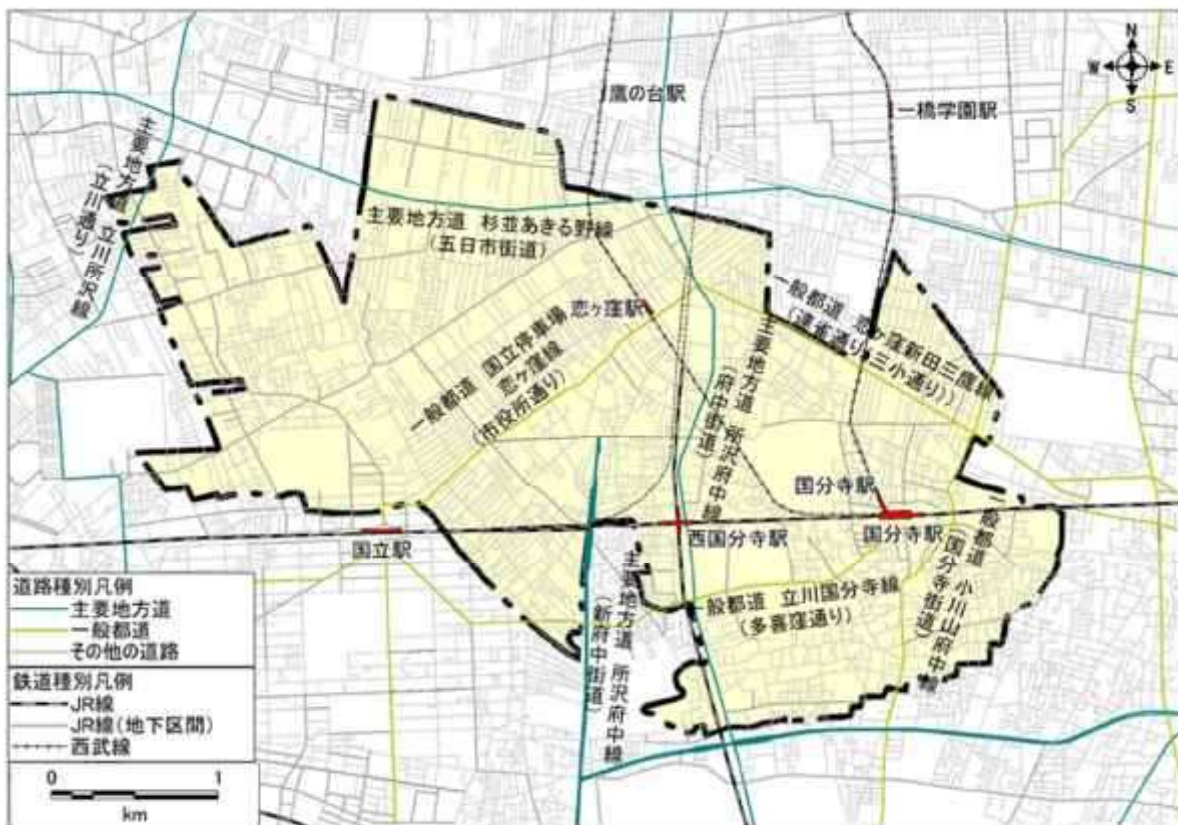 N
W E
S
鷹の台駅
一橋学園駅
主要地方道 立川所沢線
(立川通り)
主要地方道 杉並あきる野線
(五日市街道)
恋ヶ窪駅
一般都道 恋ヶ窪新田三鷹線
(連雀通り(三小通り))
一般都道 国立停車場
恋ヶ窪線
(市役所通り)
主要地方道 所沢府中線
(府中街道)
国分寺駅
国立駅
西国分寺駅
国分寺駅
一般都道 小川山府中線
(国分寺街道)
主要地方道 所沢府中線
(新府中街道)
一般都道 立川国分寺線
(多喜窪通り)
道路種別凡例
主要地方道
一般都道
その他の道路
鉄道種別凡例
JR線
JR線(地下区間)
西武線
0 1
km